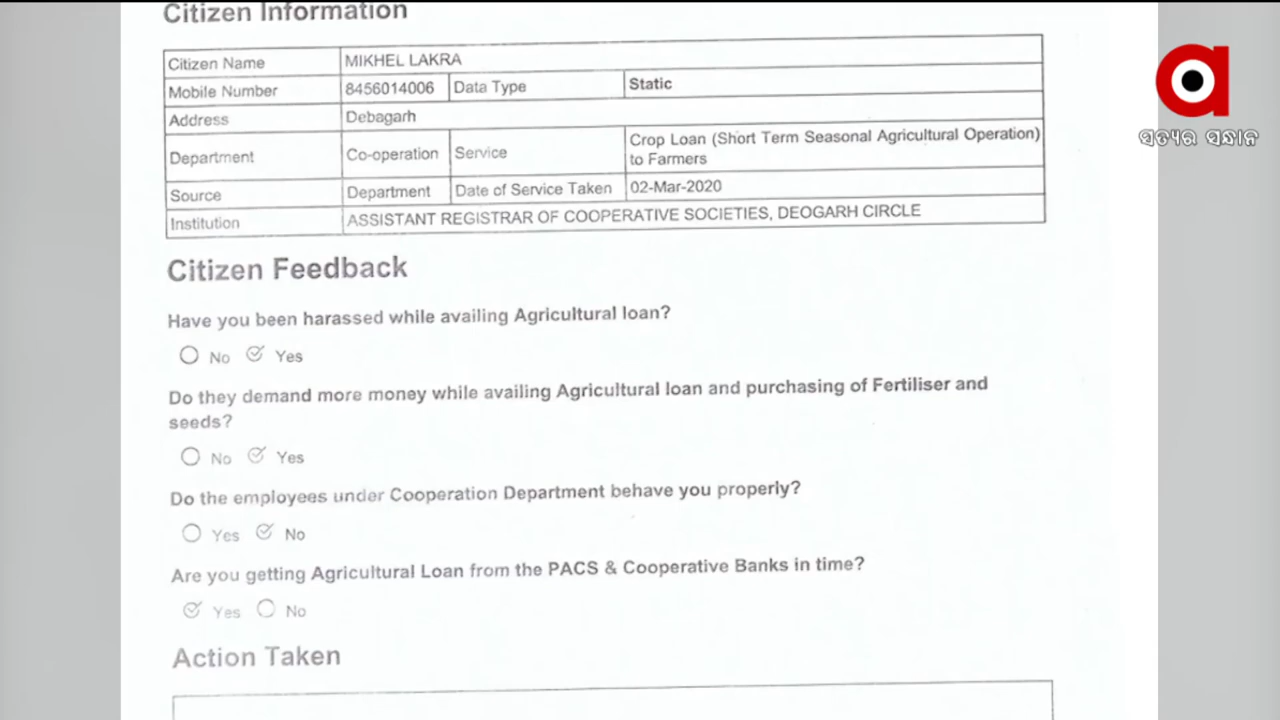 Citizen Information
Citizen Name MIKHEL LAKRA
Mobile Number 8456014006 Data Type Static
Address Debagarh
Department Co-operation Service Crop Loan (Short Term Seasonal Agricultural Operation) to Farmers
Source Department Date of Service Taken 02-Mar-2020
Institution ASSISTANT REGISTRAR OF COOPERATIVE SOCIETIES, DEOGARH CIRCLE
ସତ୍ୟର ସନ୍ଧାନ
Citizen Feedback
Have you been harassed while availing Agricultural loan?
No Yes
Do they demand more money while availing Agricultural loan and purchasing of Fertiliser and
seeds?
No Yes
Do the employees under Cooperation Department behave you properly?
Yes No
Are you getting Agricultural Loan from the PACS & Cooperative Banks in time?
Yes No
Action Taken